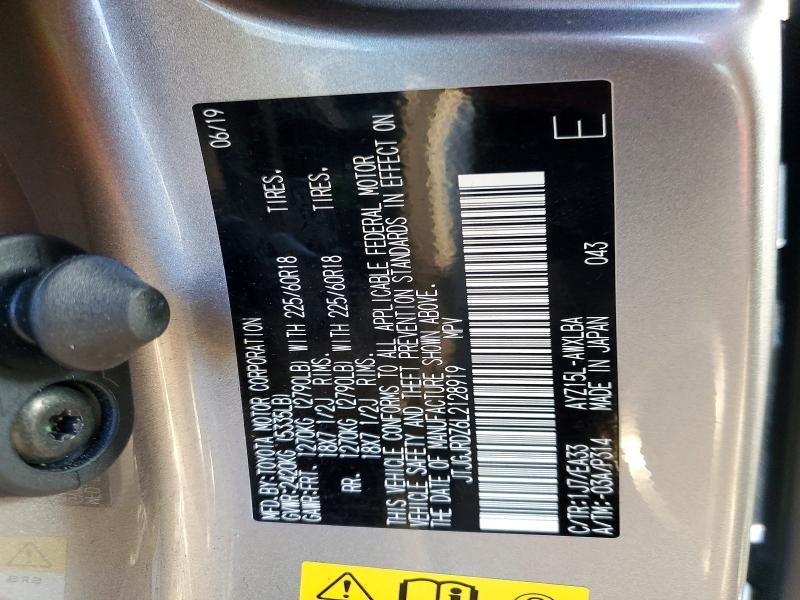 MFD.BY:TOYOTA MOTOR CORPORATION 06/19
GVWR:2420KG (5335LB)
GAWR:FRT. 1270KG (2790LB) WITH 225/60R18 TIRES.
18X7 1/2J RIMS.
RR. 1270KG (2790LB) WITH 225/60R18 TIRES.
18X7 1/2J RIMS.
THIS VEHICLE CONFORMS TO ALL APPLICABLE FEDERAL MOTOR
VEHICLE SAFETY AND THEFT PREVENTION STANDARDS IN EFFECT ON
THE DATE OF MANUFACTURE SHOWN ABOVE.
JTJGJRDZ6L2128919 MPV
C/TR:1J7/EA33 AYZ15L-AWXLBA
A/TM:-03A/P314 MADE IN JAPAN 043 E
SRS